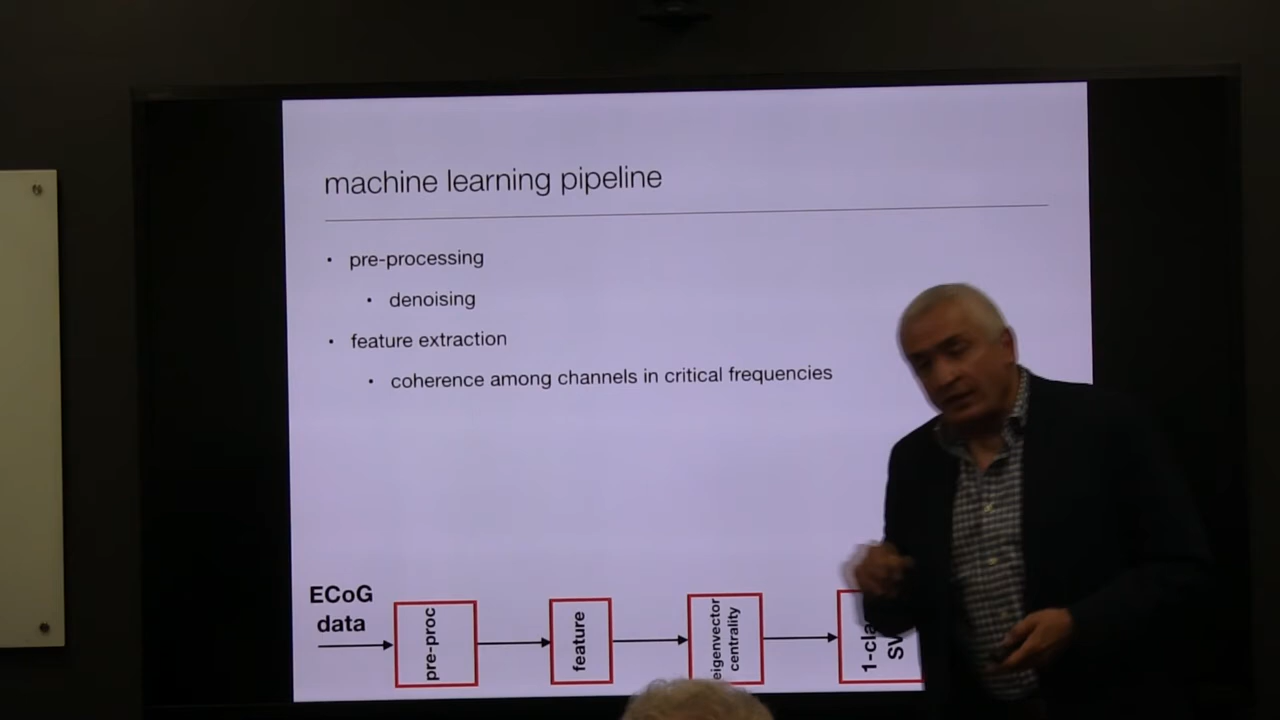 machine learning pipeline
• pre-processing
• denoising
• feature extraction
• coherence among channels in critical frequencies
ECoG
data
pre-proc
feature
eigenvector
centrality